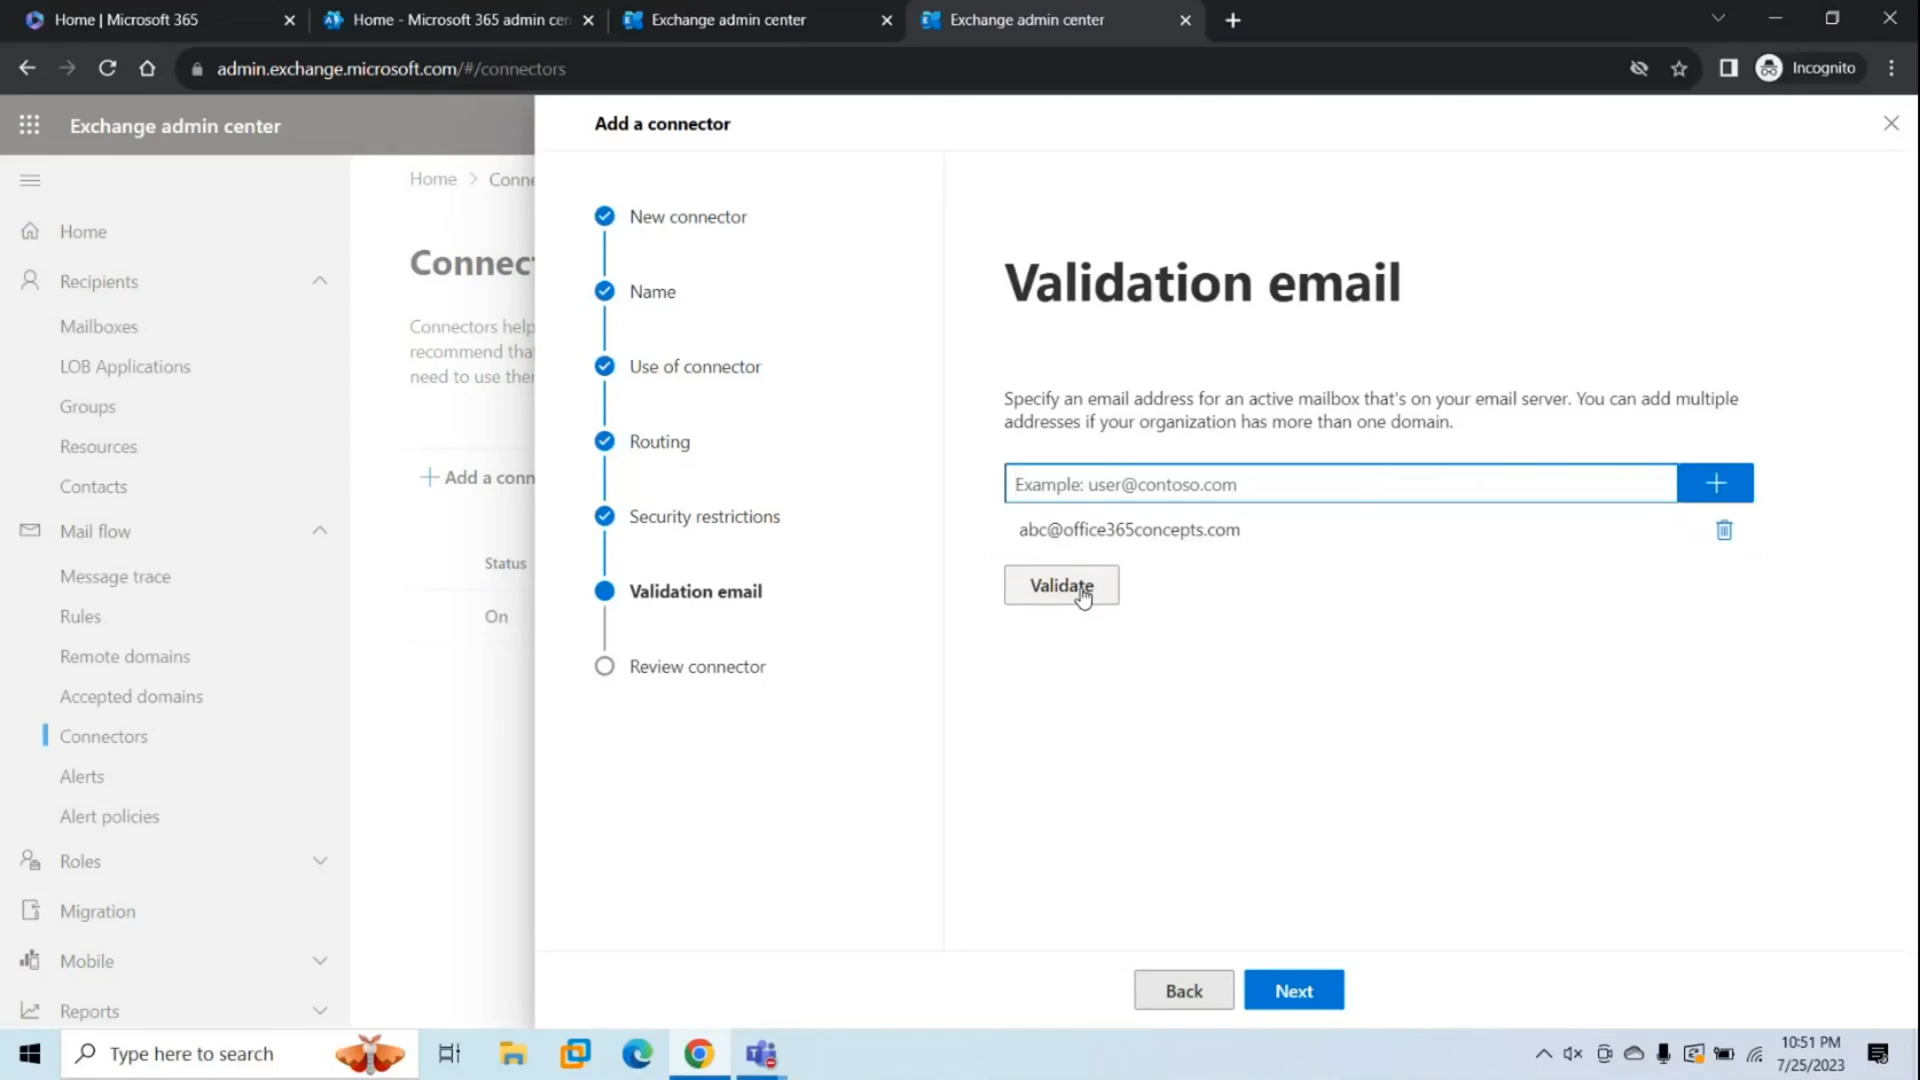 Home | Microsoft 365
Home - Microsoft 365 admin cen
Exchange admin center
Exchange admin center
admin.exchange.microsoft.com/#/connectors
Incognito
Exchange admin center
Home
Recipients
Mailboxes
LOB Applications
Groups
Resources
Contacts
Mail flow
Message trace
Rules
Remote domains
Accepted domains
Connectors
Alerts
Alert policies
Roles
Migration
Mobile
Reports
Home > Conne
Connect
Connectors help
recommend tha
need to use ther
+ Add a conn
Status
On
Add a connector
New connector
Name
Use of connector
Routing
Security restrictions
Validation email
Review connector
Validation email
Specify an email address for an active mailbox that's on your email server. You can add multiple
addresses if your organization has more than one domain.
Example: user@contoso.com
abc@office365concepts.com
Validate
Back
Next
Type here to search
10:51 PM
7/25/2023